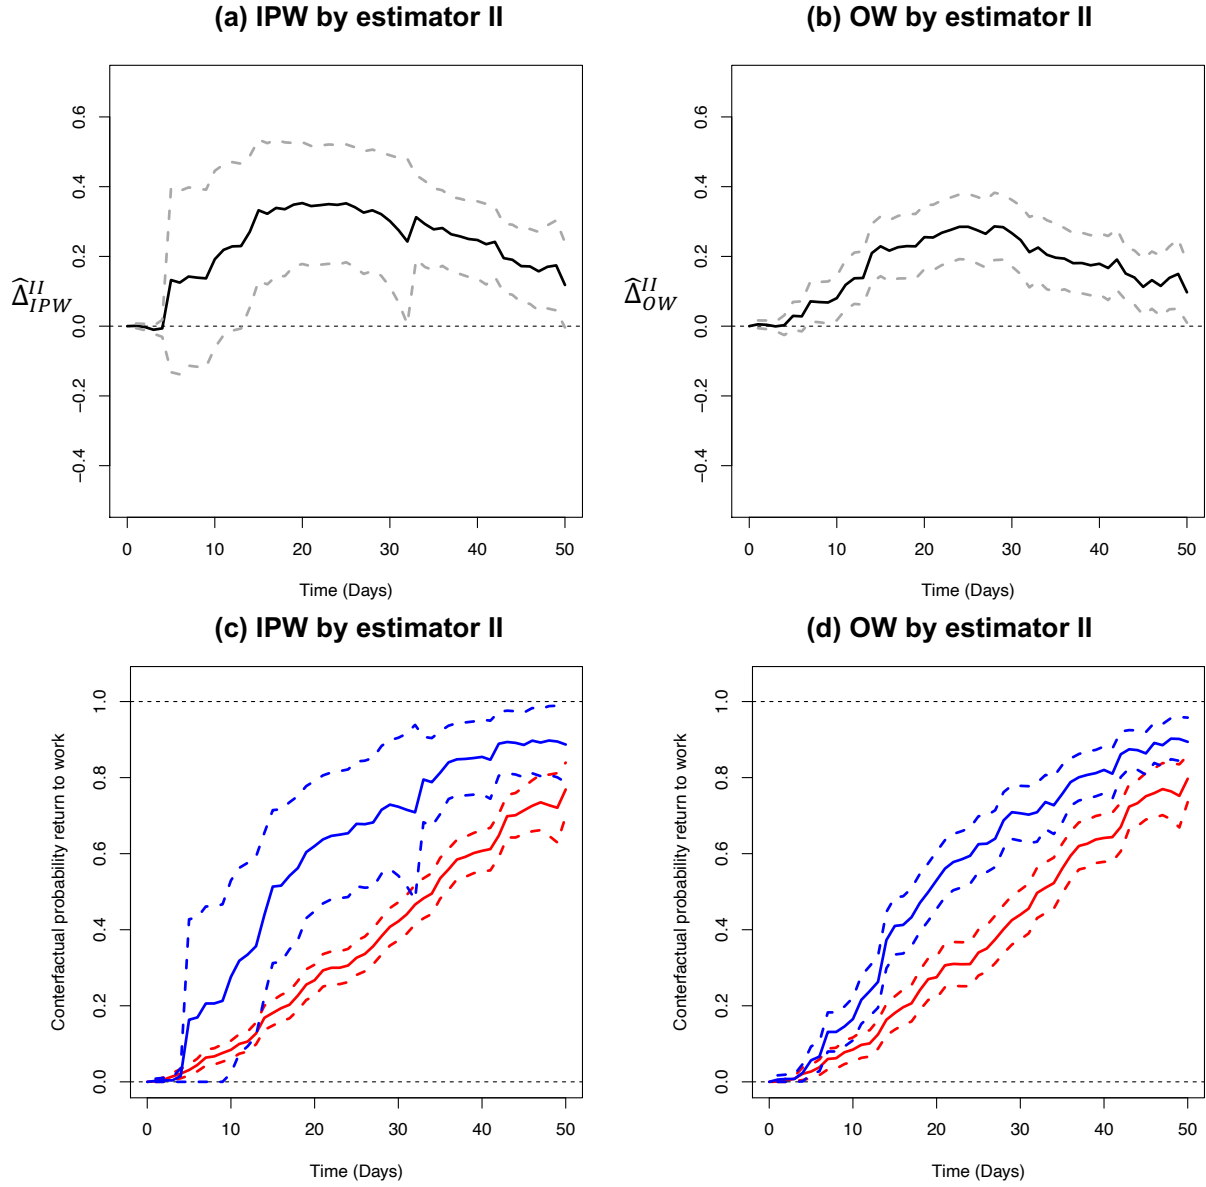 (a) IPW by estimator II
(b) OW by estimator II
0.6
0.4
0.2
0.0
−0.2
−0.4
Δ̂^{II}_{IPW}
0 10 20 30 40 50
Time (Days)
0.6
0.4
0.2
0.0
−0.2
−0.4
Δ̂^{II}_{OW}
0 10 20 30 40 50
Time (Days)
(c) IPW by estimator II
(d) OW by estimator II
1.0
0.8
0.6
0.4
0.2
0.0
Conterfactual probability return to work
0 10 20 30 40 50
Time (Days)
1.0
0.8
0.6
0.4
0.2
0.0
Conterfactual probability return to work
0 10 20 30 40 50
Time (Days)